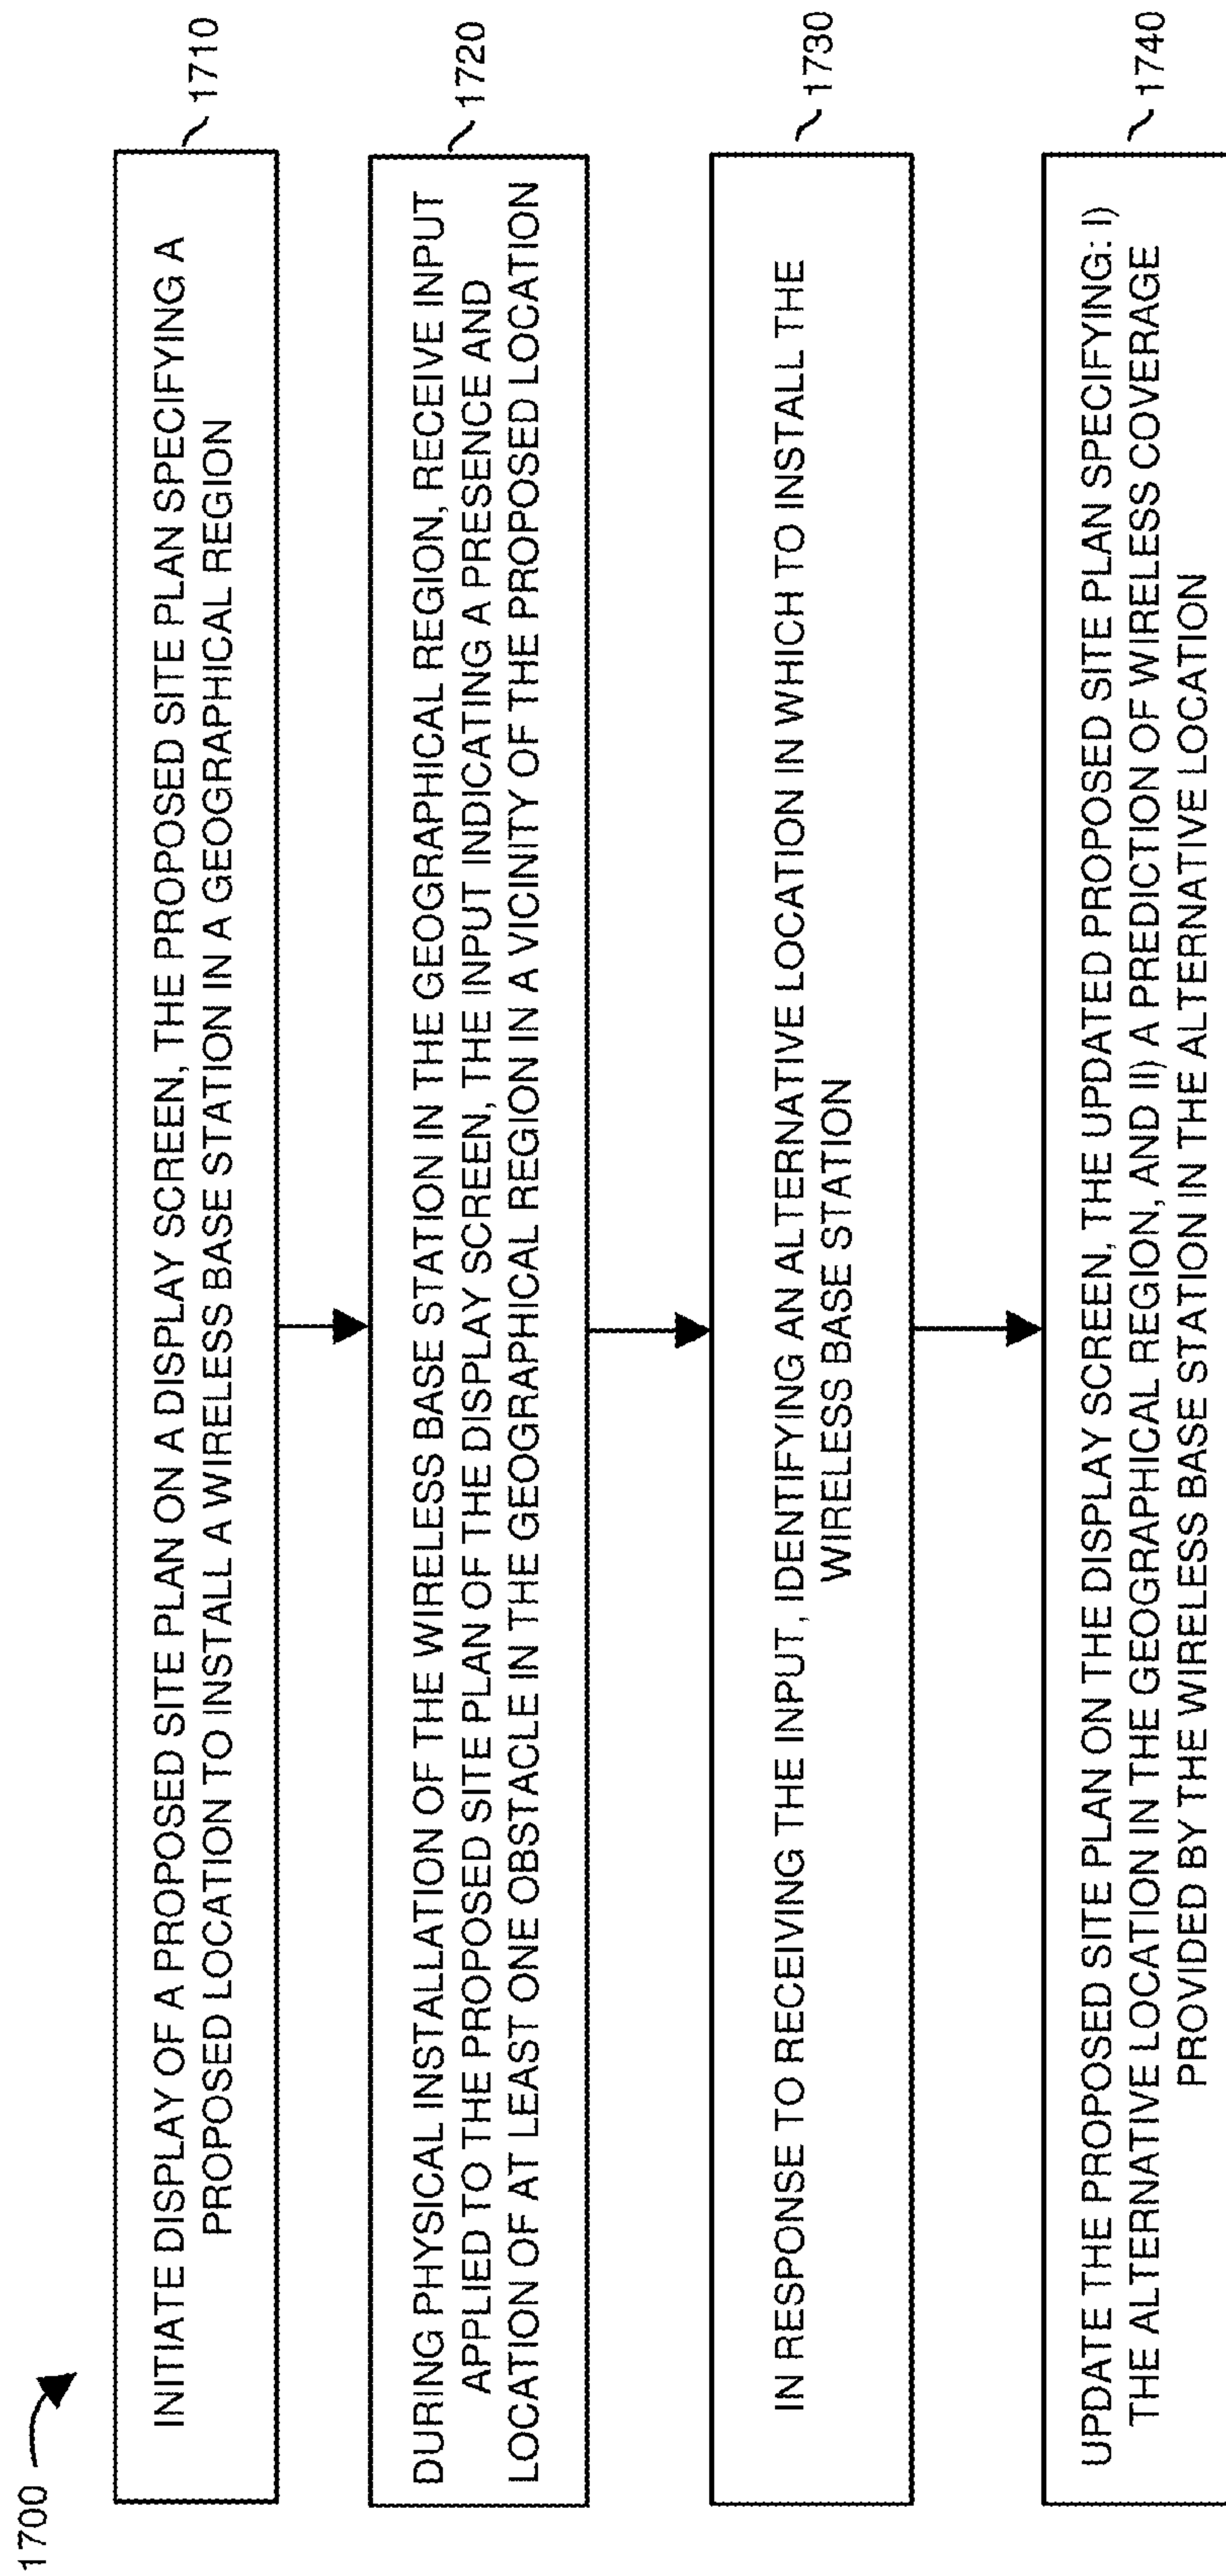 1700
INITIATE DISPLAY OF A PROPOSED SITE PLAN ON A DISPLAY SCREEN, THE PROPOSED SITE PLAN SPECIFYING A
PROPOSED LOCATION TO INSTALL A WIRELESS BASE STATION IN A GEOGRAPHICAL REGION
1710
DURING PHYSICAL INSTALLATION OF THE WIRELESS BASE STATION IN THE GEOGRAPHICAL REGION, RECEIVE INPUT
APPLIED TO THE PROPOSED SITE PLAN OF THE DISPLAY SCREEN, THE INPUT INDICATING A PRESENCE AND
LOCATION OF AT LEAST ONE OBSTACLE IN THE GEOGRAPHICAL REGION IN A VICINITY OF THE PROPOSED LOCATION
1720
IN RESPONSE TO RECEIVING THE INPUT, IDENTIFYING AN ALTERNATIVE LOCATION IN WHICH TO INSTALL THE
WIRELESS BASE STATION
1730
UPDATE THE PROPOSED SITE PLAN ON THE DISPLAY SCREEN, THE UPDATED PROPOSED SITE PLAN SPECIFYING: I)
THE ALTERNATIVE LOCATION IN THE GEOGRAPHICAL REGION, AND II) A PREDICTION OF WIRELESS COVERAGE
PROVIDED BY THE WIRELESS BASE STATION IN THE ALTERNATIVE LOCATION
1740